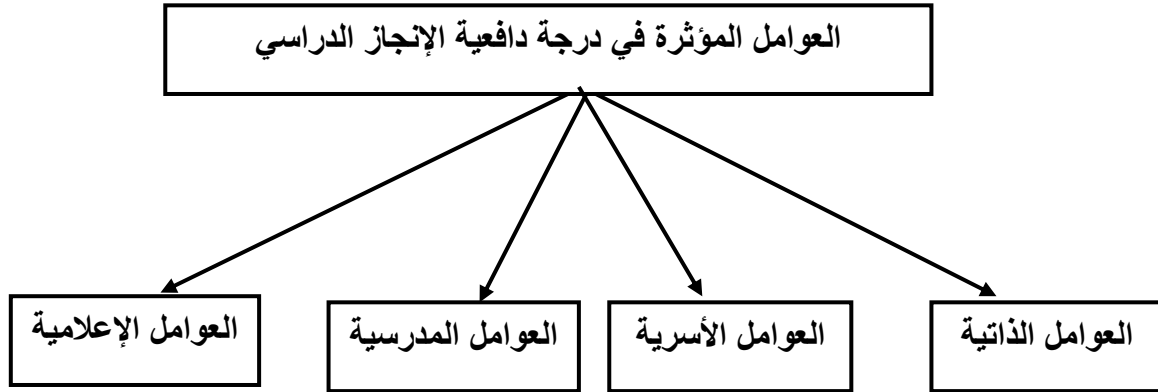 العوامل المؤثرة في درجة دافعية الإنجاز الدراسي
العوامل الذاتية
العوامل الأسرية
العوامل المدرسية
العوامل الإعلامية